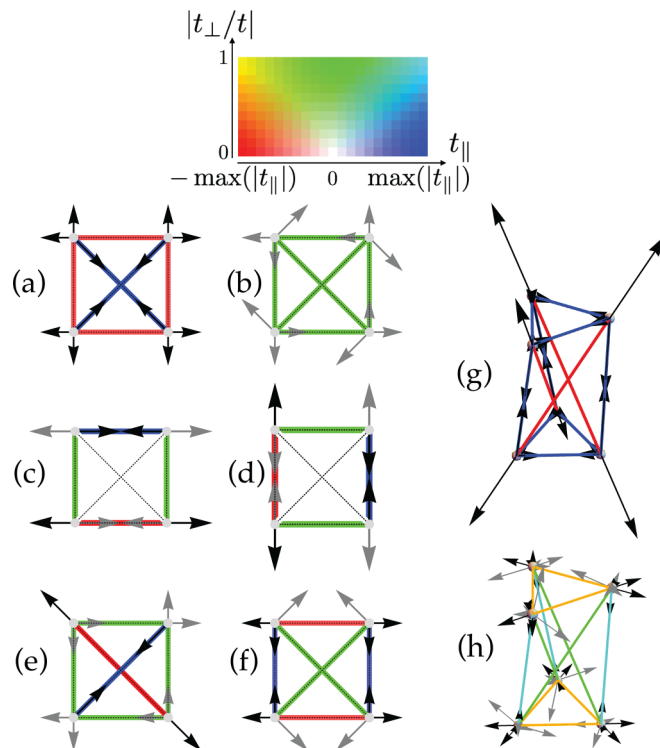 |t⊥/t|
1
0
t∥
− max(|t∥|) 0 max(|t∥|)
(a)
(b)
(c)
(d)
(e)
(f)
(g)
(h)